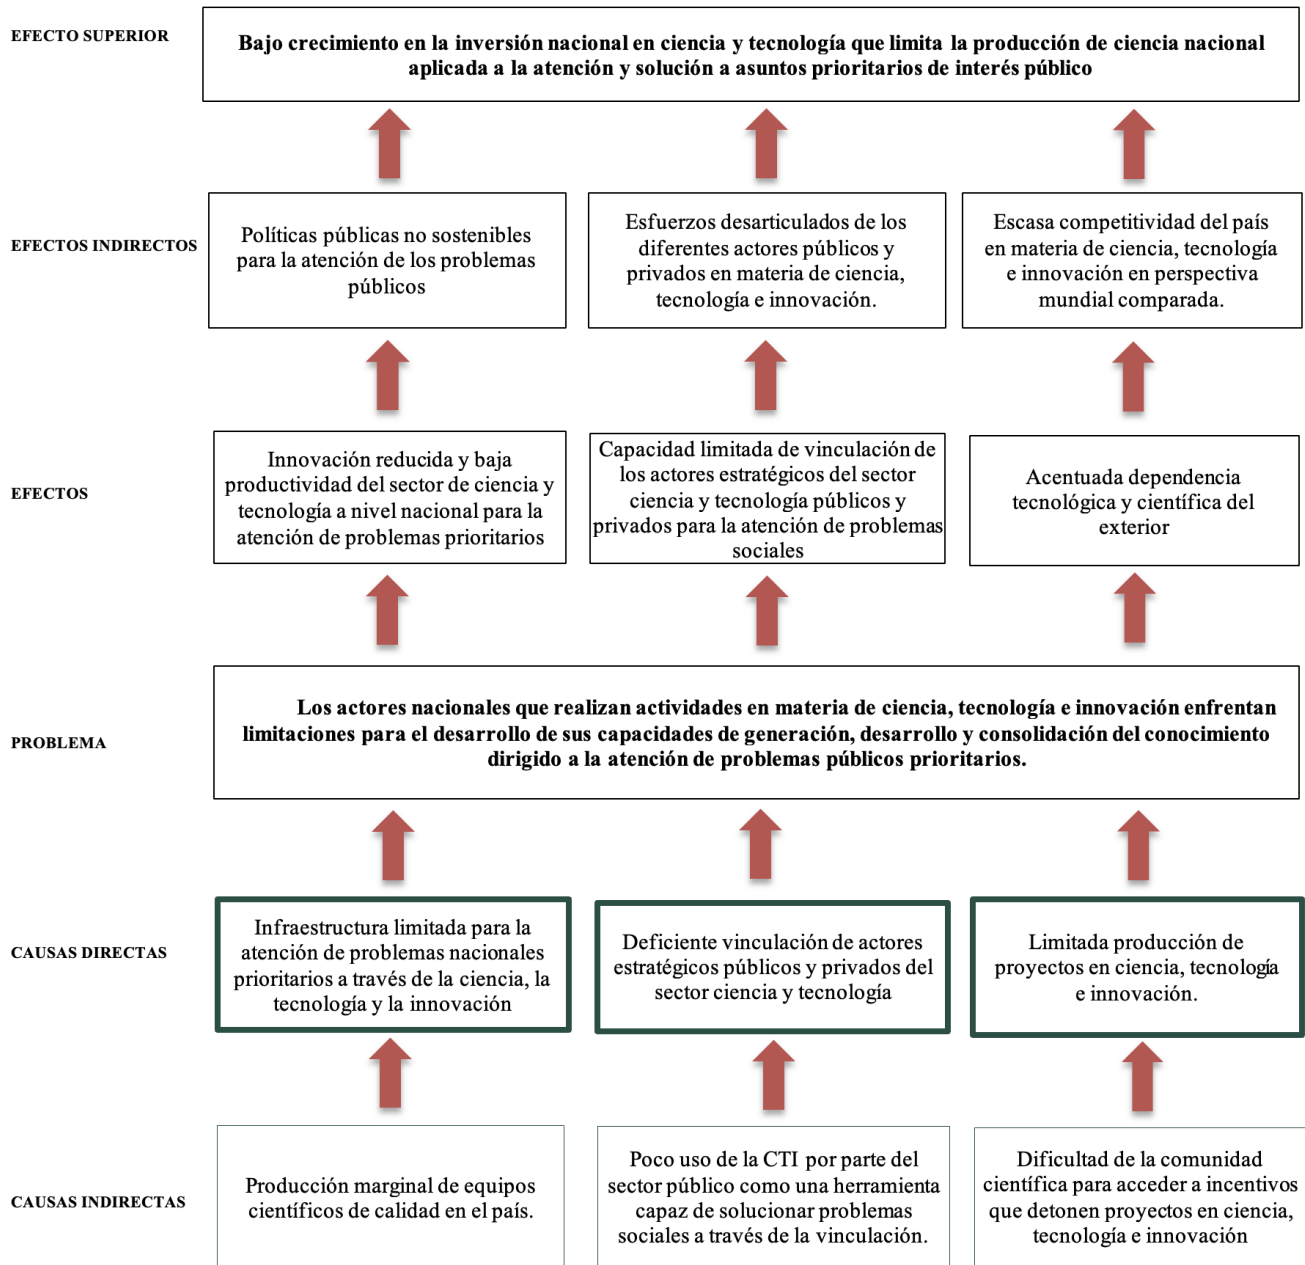 EFECTO SUPERIOR
Bajo crecimiento en la inversión nacional en ciencia y tecnología que limita la producción de ciencia nacional
aplicada a la atención y solución a asuntos prioritarios de interés público
EFECTOS INDIRECTOS
Políticas públicas no sostenibles
para la atención de los problemas
públicos
Esfuerzos desarticulados de los
diferentes actores públicos y
privados en materia de ciencia,
tecnología e innovación.
Escasa competitividad del país
en materia de ciencia, tecnología
e innovación en perspectiva
mundial comparada.
EFECTOS
Innovación reducida y baja
productividad del sector de ciencia y
tecnología a nivel nacional para la
atención de problemas prioritarios
Capacidad limitada de vinculación de
los actores estratégicos del sector
ciencia y tecnología públicos y
privados para la atención de problemas
sociales
Acentuada dependencia
tecnológica y científica del
exterior
PROBLEMA
Los actores nacionales que realizan actividades en materia de ciencia, tecnología e innovación enfrentan
limitaciones para el desarrollo de sus capacidades de generación, desarrollo y consolidación del conocimiento
dirigido a la atención de problemas públicos prioritarios.
CAUSAS DIRECTAS
Infraestructura limitada para la
atención de problemas nacionales
prioritarios a través de la ciencia, la
tecnología y la innovación
Deficiente vinculación de actores
estratégicos públicos y privados del
sector ciencia y tecnología
Limitada producción de
proyectos en ciencia, tecnología
e innovación.
CAUSAS INDIRECTAS
Producción marginal de equipos
científicos de calidad en el país.
Poco uso de la CTI por parte del
sector público como una herramienta
capaz de solucionar problemas
sociales a través de la vinculación.
Dificultad de la comunidad
científica para acceder a incentivos
que detonen proyectos en ciencia,
tecnología e innovación